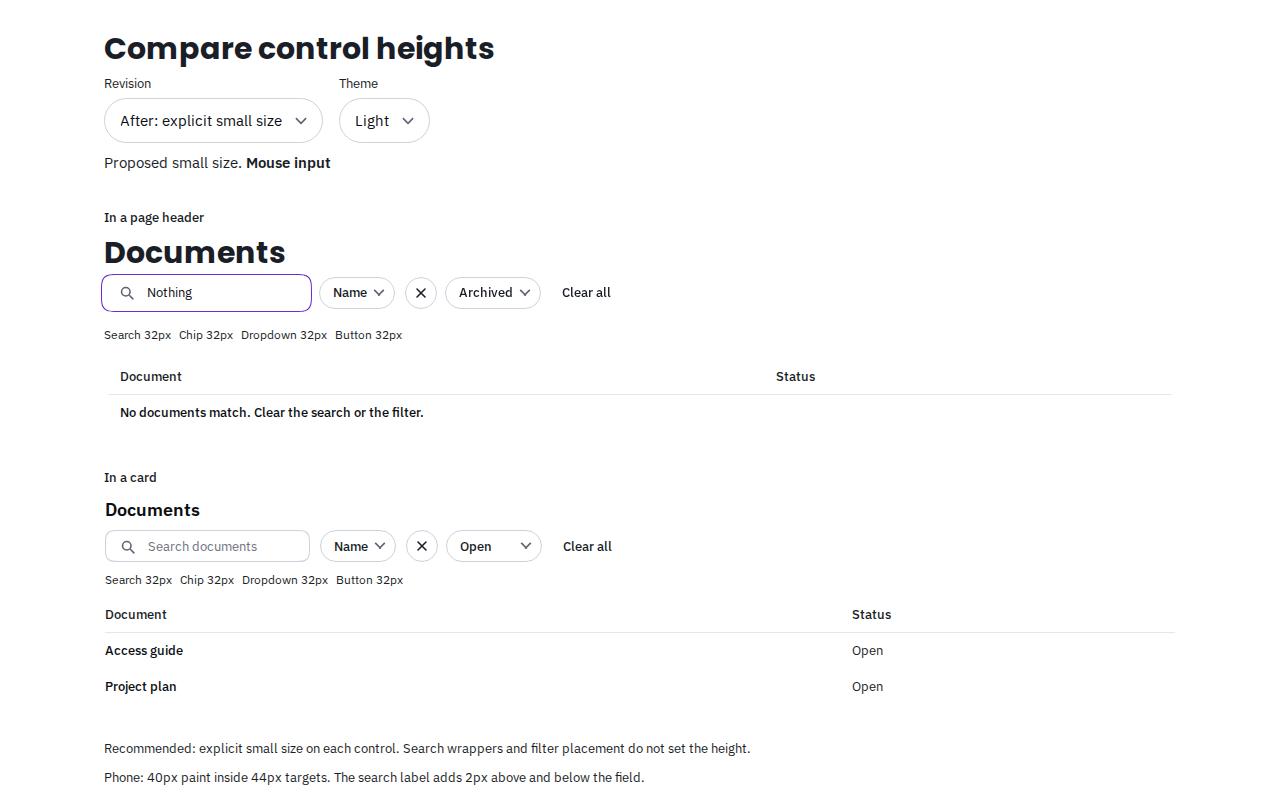 Compare control heights
Revision Theme
After: explicit small size Light
Proposed small size. Mouse input
In a page header
Documents
Nothing Name Archived Clear all
Search 32px Chip 32px Dropdown 32px Button 32px
Document Status
No documents match. Clear the search or the filter.
In a card
Documents
Search documents Name Open Clear all
Search 32px Chip 32px Dropdown 32px Button 32px
Document Status
Access guide Open
Project plan Open
Recommended: explicit small size on each control. Search wrappers and filter placement do not set the height.
Phone: 40px paint inside 44px targets. The search label adds 2px above and below the field.